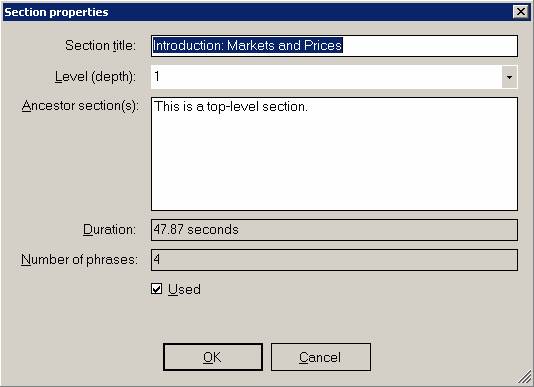 Section properties
Section title: Introduction: Markets and Prices
Level (depth): 1
Ancestor section(s): This is a top-level section.
Duration: 47.87 seconds
Number of phrases: 4
Used
OK Cancel